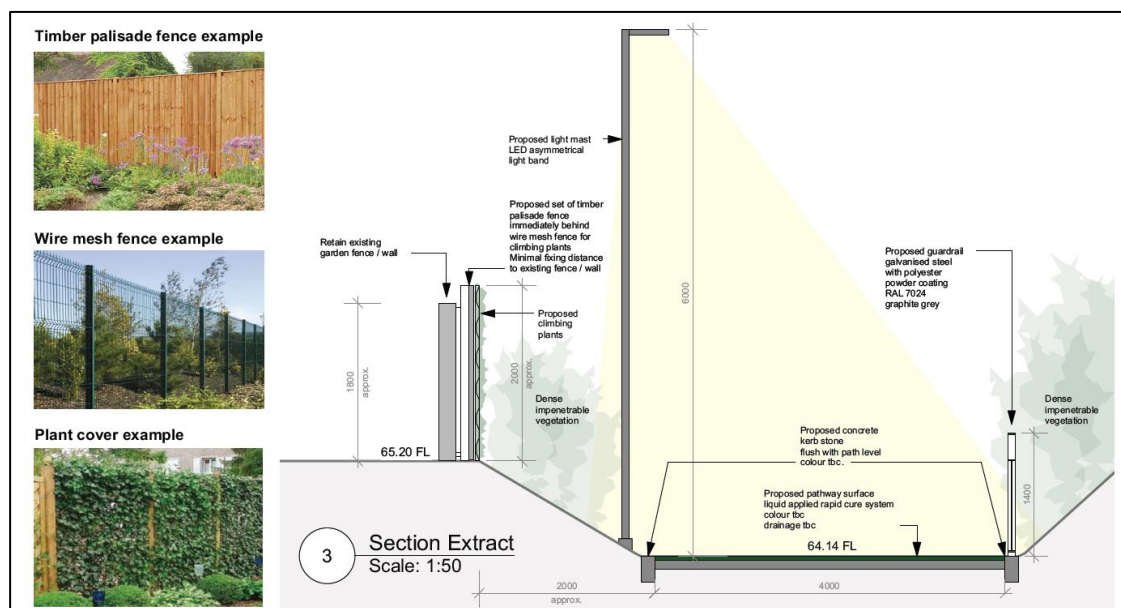 Timber palisade fence example
Wire mesh fence example
Plant cover example
Retain existing
garden fence / wall
Proposed light mast
LED asymmetrical
light band
Proposed set of timber
palisade fence
immediately behind
wire mesh fence for
climbing plants
Minimal fixing distance
to existing fence / wall
Proposed
climbing
plants
1800
approx.
2000
approx.
6000
Proposed guardrail
galvanised steel
with polyester
powder coating
RAL 7024
graphite grey
Dense
impenetrable
vegetation
Dense
impenetrable
vegetation
65.20 FL
Proposed concrete
kerb stone
flush with path level
colour tbc.
Proposed pathway surface
liquid applied rapid cure system
colour tbc
drainage tbc
64.14 FL
1400
3
Section Extract
Scale: 1:50
2000
approx.
4000